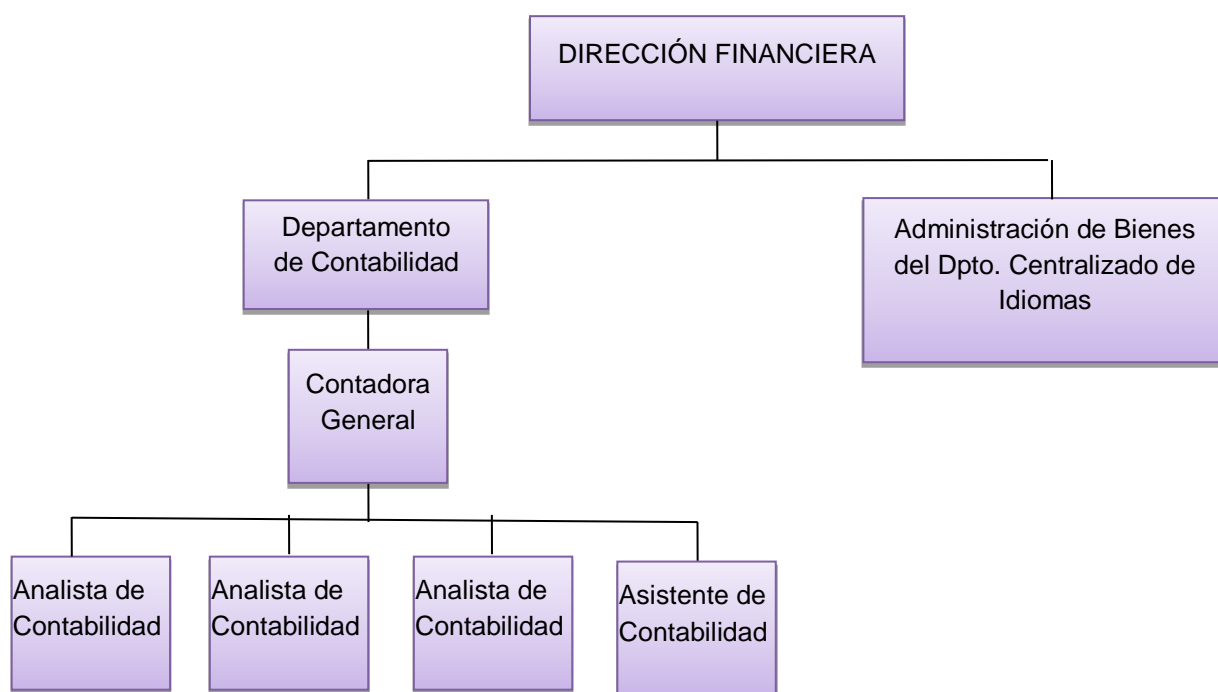 DIRECCIÓN FINANCIERA
Departamento
de Contabilidad
Administración de Bienes
del Dpto. Centralizado de
Idiomas
Contadora
General
Analista de
Contabilidad
Analista de
Contabilidad
Analista de
Contabilidad
Asistente de
Contabilidad